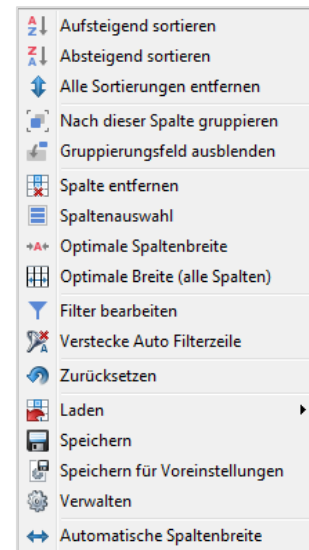 Aufsteigend sortieren
Absteigend sortieren
Alle Sortierungen entfernen
Nach dieser Spalte gruppieren
Gruppierungsfeld ausblenden
Spalte entfernen
Spaltenauswahl
Optimale Spaltenbreite
Optimale Breite (alle Spalten)
Filter bearbeiten
Verstecke Auto Filterzeile
Zurücksetzen
Laden
Speichern
Speichern für Voreinstellungen
Verwalten
Automatische Spaltenbreite